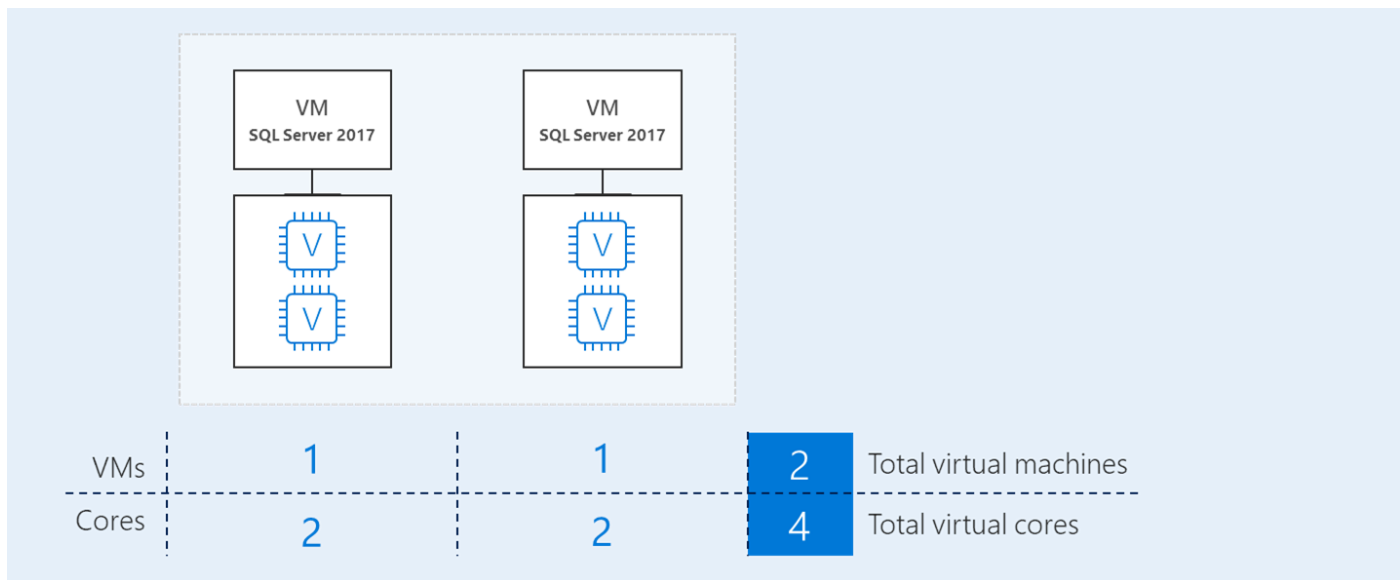 VM
SQL Server 2017
V
V
VM
SQL Server 2017
V
V
VMs 1 1 2 Total virtual machines
Cores 2 2 4 Total virtual cores